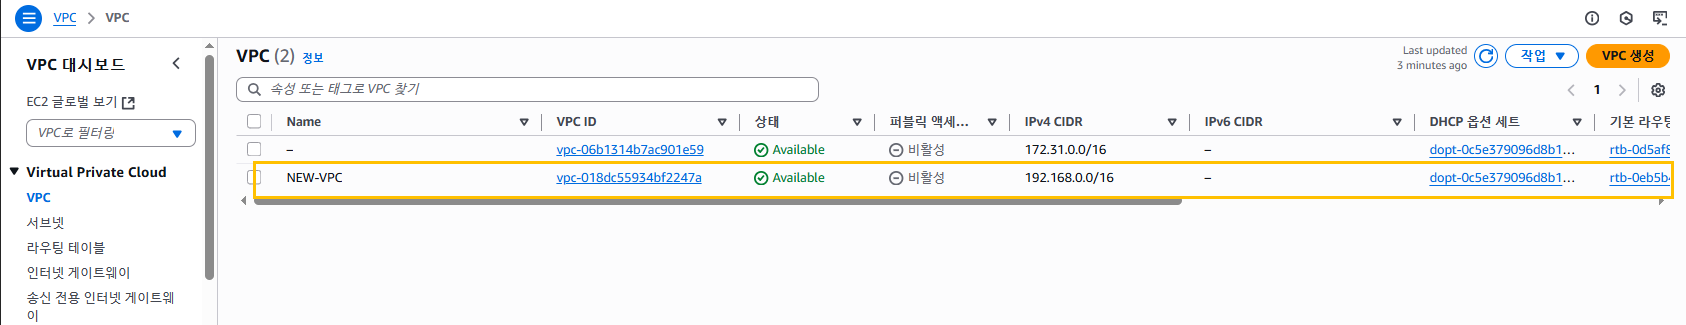 VPC > VPC
VPC 대시보드
EC2 글로벌 보기
VPC로 필터링
Virtual Private Cloud
VPC
서브넷
라우팅 테이블
인터넷 게이트웨이
송신 전용 인터넷 게이트웨
이
VPC (2) 정보
Last updated
3 minutes ago
작업
VPC 생성
속성 또는 태그로 VPC 찾기
1
Name VPC ID 상태 퍼블릭 액세... IPv4 CIDR IPv6 CIDR DHCP 옵션 세트 기본 라우팅
– vpc-06b1314b7ac901e59 Available 비활성 172.31.0.0/16 – dopt-0c5e379096d8b1... rtb-0d5af8
NEW-VPC vpc-018dc55934bf2247a Available 비활성 192.168.0.0/16 – dopt-0c5e379096d8b1... rtb-0eb5b4